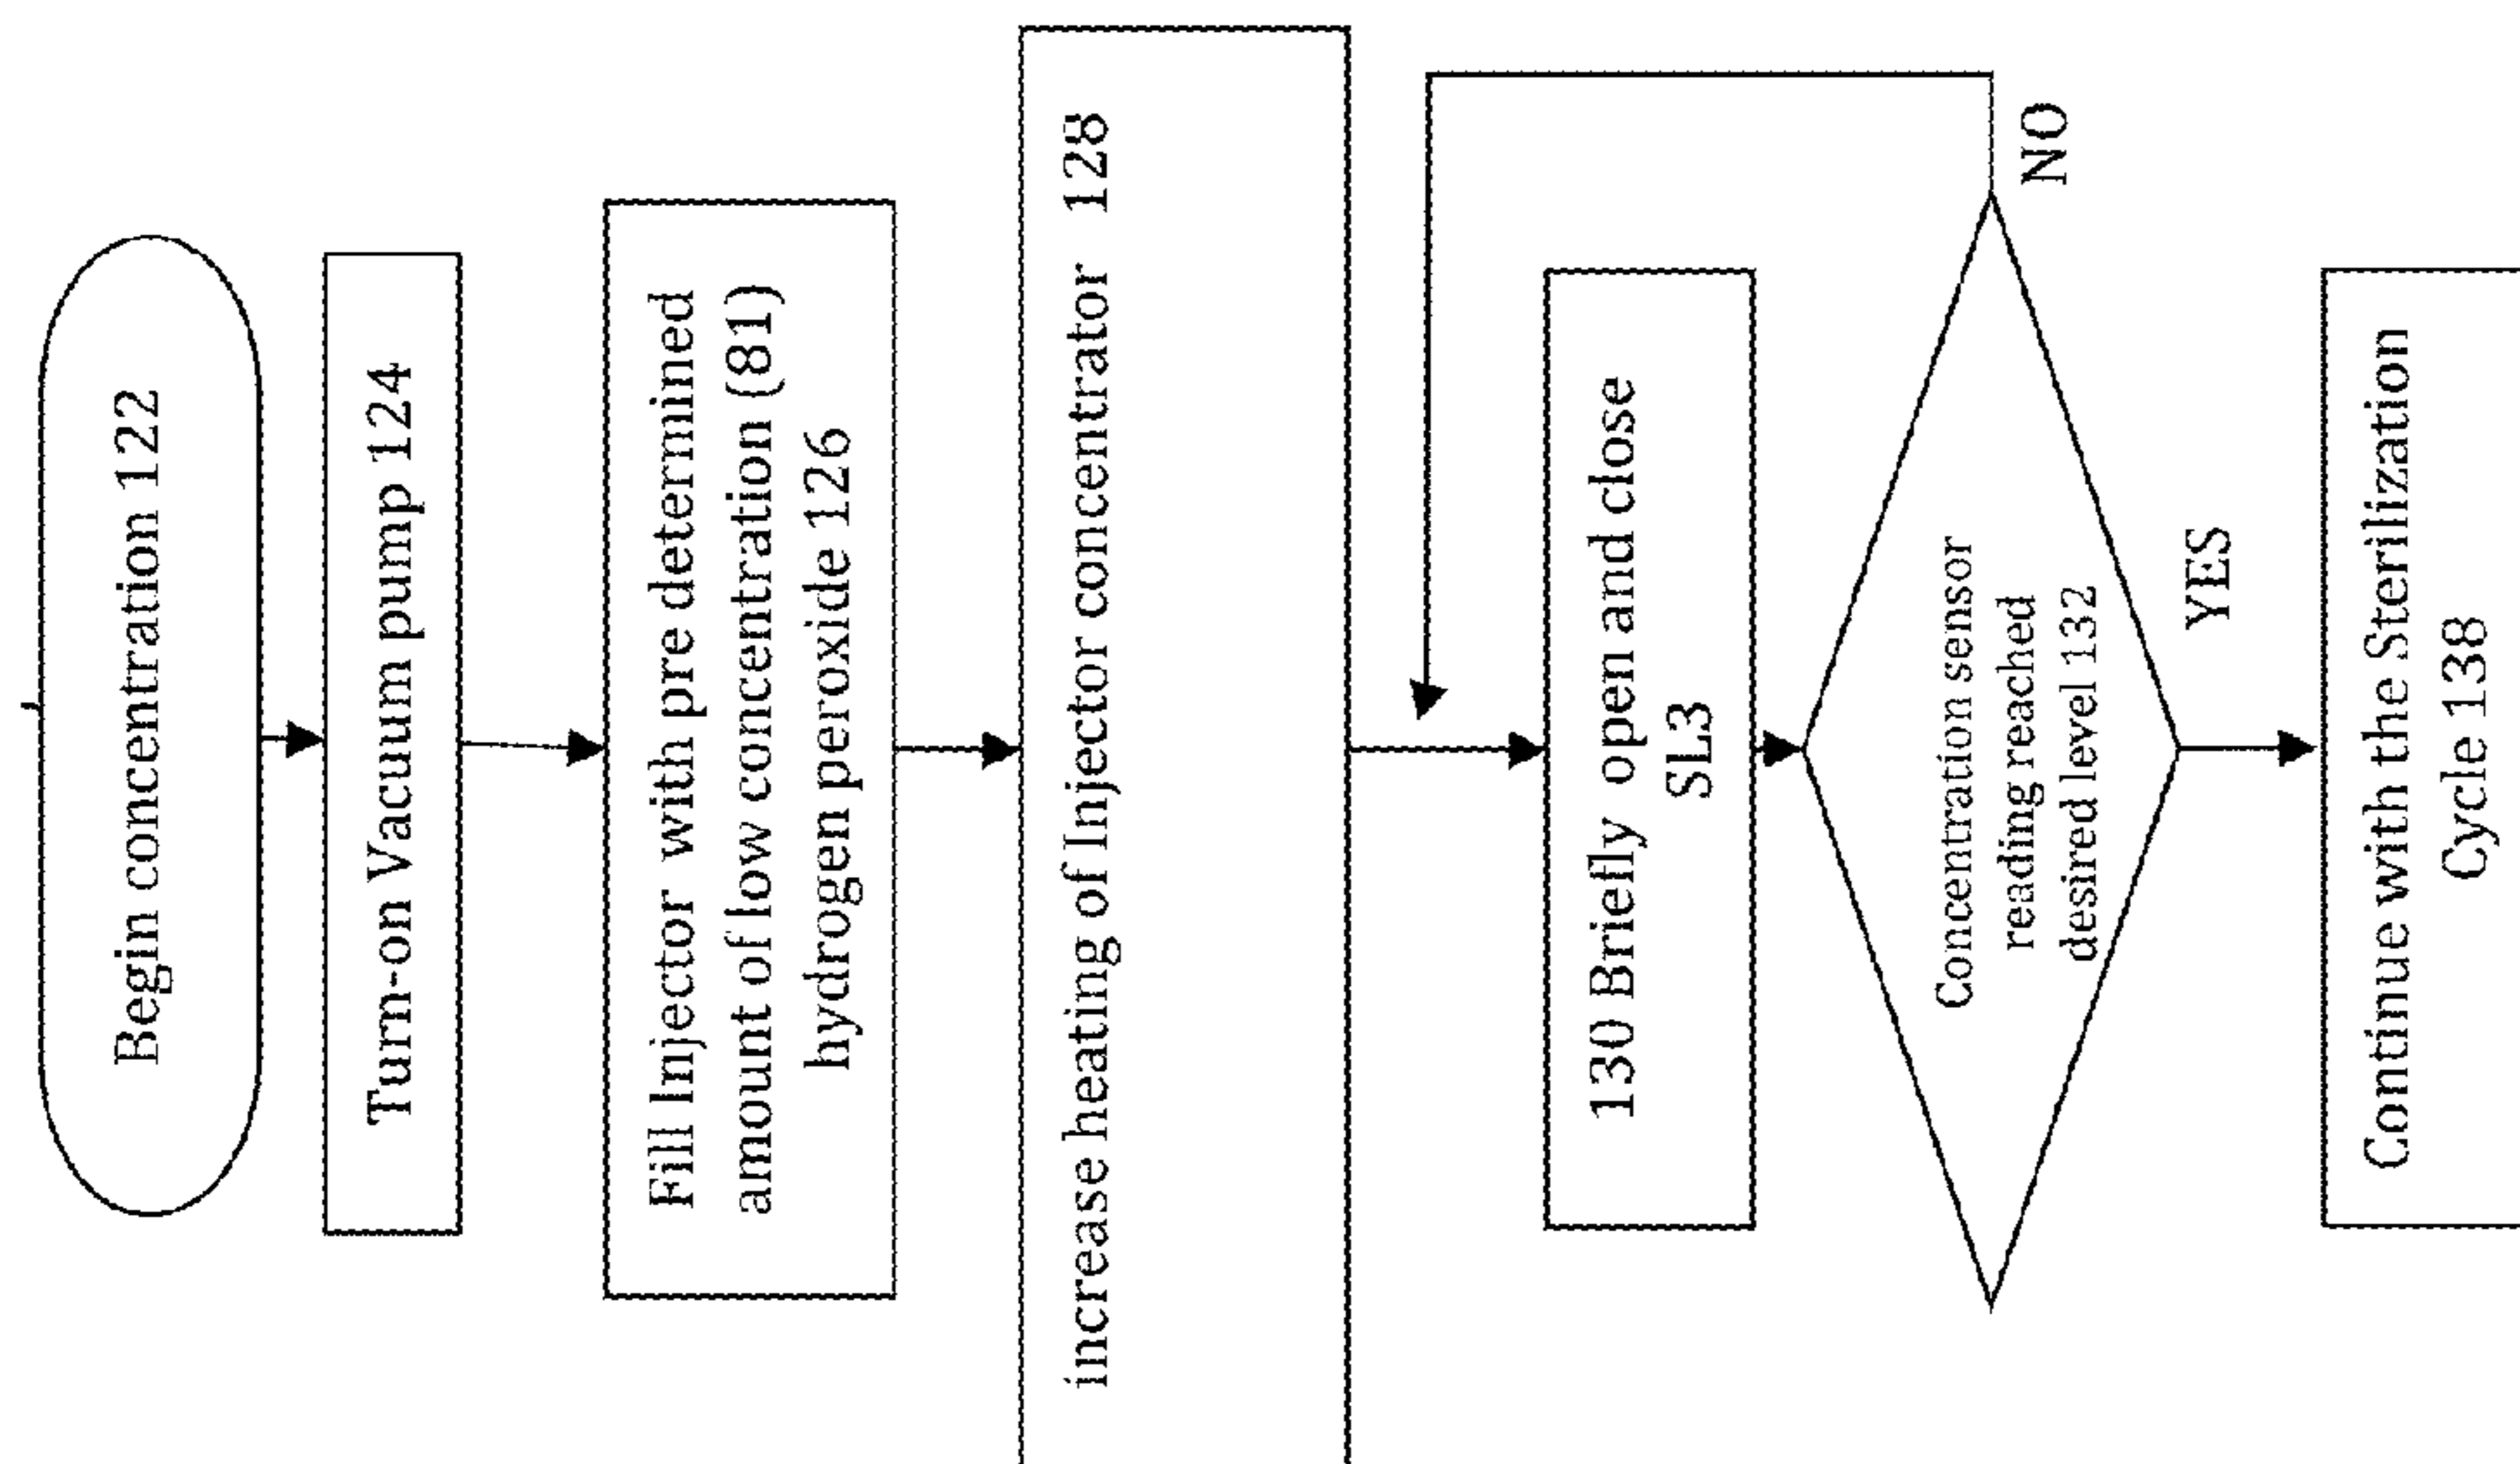 Begin concentration 122
Turn-on Vacuum pump 124
Fill Injector with pre determined
amount of low concentration (81)
hydrogen peroxide 126
increase heating of Injector concentrator 128
130 Briefly open and close
SL3
Concentration sensor
reading reached
desired level 132
NO
YES
Continue with the Sterilization
Cycle 138